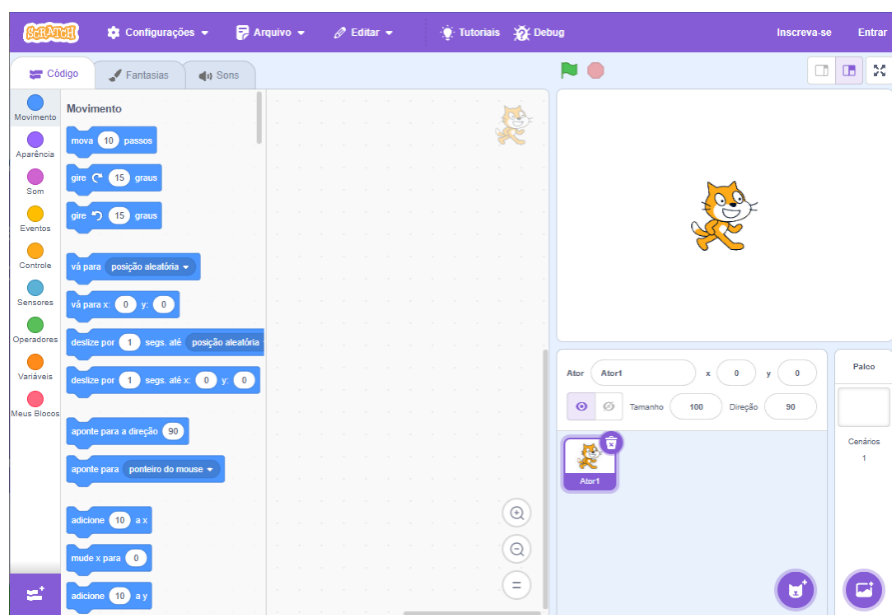 SCRATCH Configurações Arquivo Editar Tutoriais Debug Inscreva-se Entrar
Código Fantasias Sons
Movimento
Aparência
Som
Eventos
Controle
Sensores
Operadores
Variáveis
Meus Blocos
Movimento
mova 10 passos
gire 15 graus
gire 15 graus
vá para posição aleatória
vá para x: 0 y: 0
deslize por 1 segs. até posição aleatória
deslize por 1 segs. até x: 0 y: 0
aponte para a direção 90
aponte para ponteiro do mouse
adicione 10 a x
mude x para 0
adicione 10 a y
Ator Ator1 x 0 y 0
Tamanho 100 Direção 90
Ator1
Palco
Cenários
1